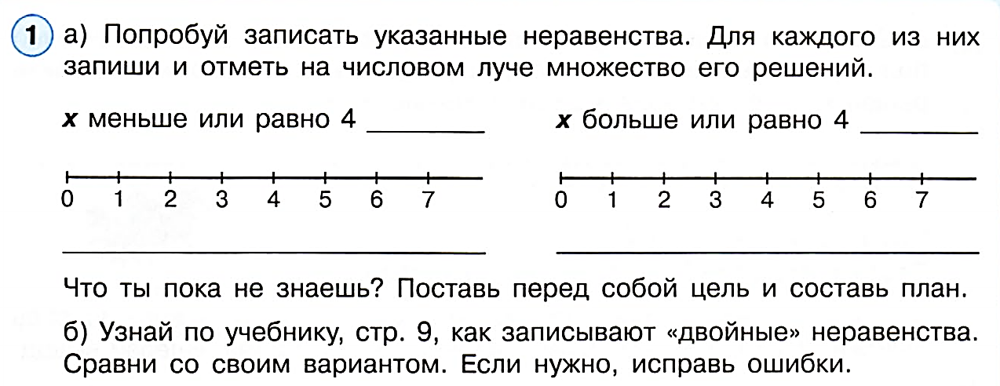 1 а) Попробуй записать указанные неравенства. Для каждого из них
запиши и отметь на числовом луче множество его решений.
х меньше или равно 4 ________ х больше или равно 4 ________
0 1 2 3 4 5 6 7 0 1 2 3 4 5 6 7
Что ты пока не знаешь? Поставь перед собой цель и составь план.
б) Узнай по учебнику, стр. 9, как записывают «двойные» неравенства.
Сравни со своим вариантом. Если нужно, исправь ошибки.